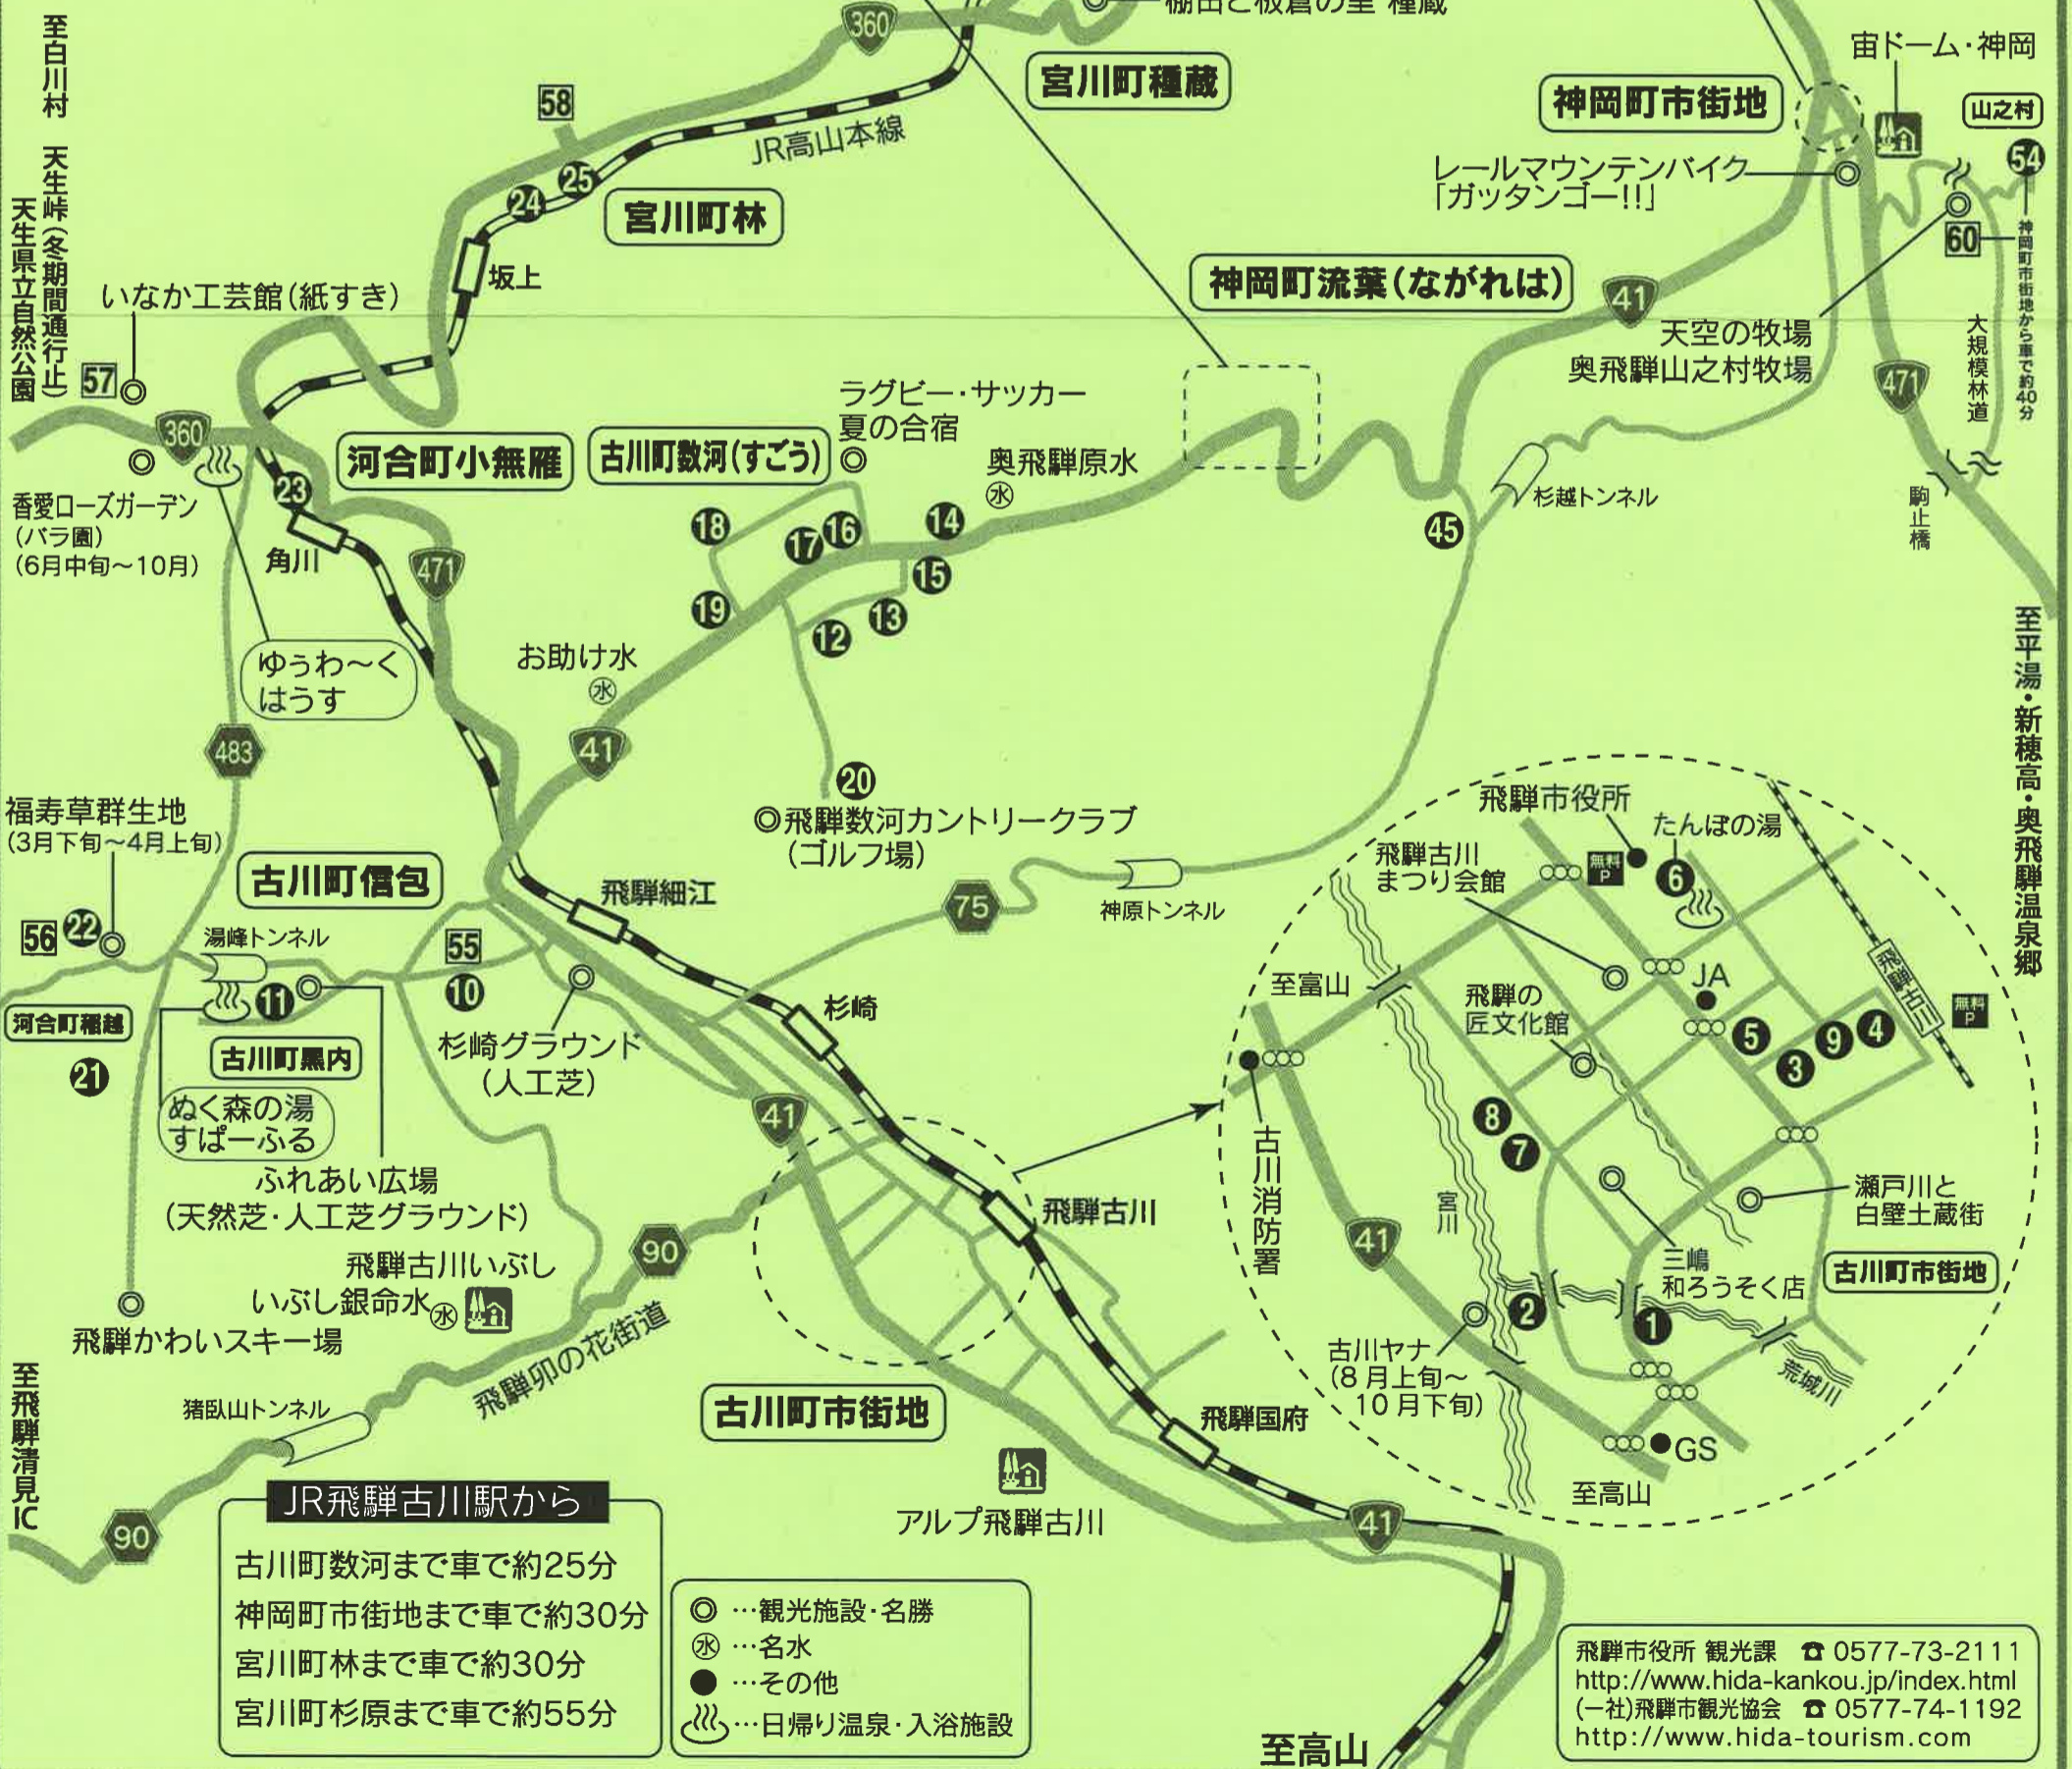 至白川村
天生峠(冬期間通行止)
天生県立自然公園
360
宮川町種蔵
58
JR高山本線
25
24
宮川町林
坂上
宙ドーム・神岡
神岡町市街地
山之村
54
レールマウンテンバイク
「ガッタンゴー!!」
60
神岡町市街地から車で約40分
神岡町流葉(ながれは)
41
天空の牧場
奥飛騨山之村牧場
大規模林道
471
駒止橋
いなか工芸館(紙すき)
57
360
香愛ローズガーデン
(バラ園)
(6月中旬〜10月)
23
河合町小無雁
角川
471
ゆぅわ〜く
はうす
483
古川町数河(すごう)
ラグビー・サッカー
夏の合宿
奥飛騨原水
水
18
17
16
14
15
19
13
12
45
杉越トンネル
お助け水
水
41
20
飛騨数河カントリークラブ
(ゴルフ場)
至平湯・新穂高・奥飛騨温泉郷
福寿草群生地
(3月下旬〜4月上旬)
古川町信包
56
22
湯峰トンネル
55
10
11
河合町稲越
21
古川町黒内
ぬく森の湯
すぱーふる
ふれあい広場
(天然芝・人工芝グラウンド)
飛騨細江
75
神原トンネル
杉崎
杉崎グラウンド
(人工芝)
41
飛騨古川
90
飛騨古川いぶし
いぶし銀命水
水
飛騨かわいスキー場
飛騨卯の花街道
猪臥山トンネル
至飛騨清見IC
90
古川町市街地
飛騨国府
アルプ飛騨古川
41
至高山
飛騨市役所
たんぼの湯
無料
P
6
飛騨古川
まつり会館
JA
飛騨古川
無料
P
至富山
飛騨の
匠文化館
5
9
4
3
8
7
古川消防署
宮川
41
瀬戸川と
白壁土蔵街
三嶋
和ろうそく店
古川町市街地
2
1
古川ヤナ
(8月上旬〜
10月下旬)
荒城川
GS
至高山
JR飛騨古川駅から
古川町数河まで車で約25分
神岡町市街地まで車で約30分
宮川町林まで車で約30分
宮川町杉原まで車で約55分
◎…観光施設・名勝
水…名水
●…その他
♨…日帰り温泉・入浴施設
飛騨市役所 観光課 ☎ 0577-73-2111
http://www.hida-kankou.jp/index.html
(一社)飛騨市観光協会 ☎ 0577-74-1192
http://www.hida-tourism.com